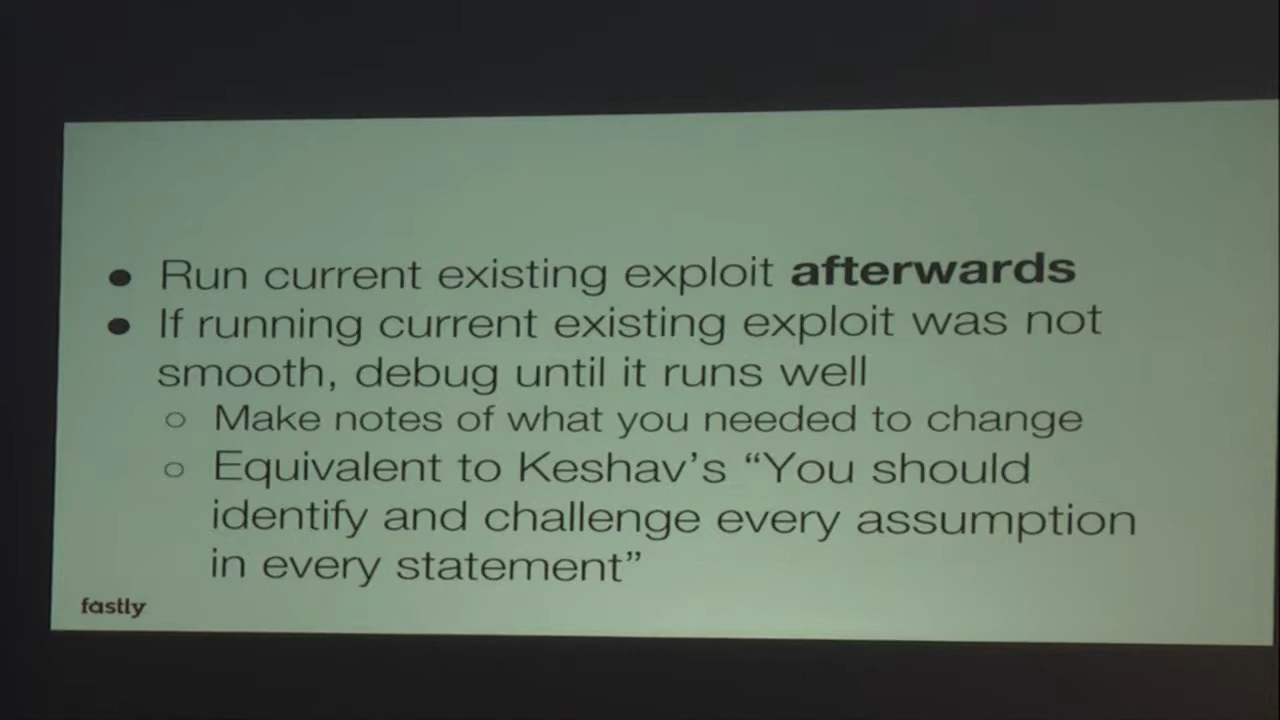 ● Run current existing exploit afterwards
● If running current existing exploit was not
smooth, debug until it runs well
○ Make notes of what you needed to change
○ Equivalent to Keshav’s “You should
identify and challenge every assumption
in every statement”
fastly